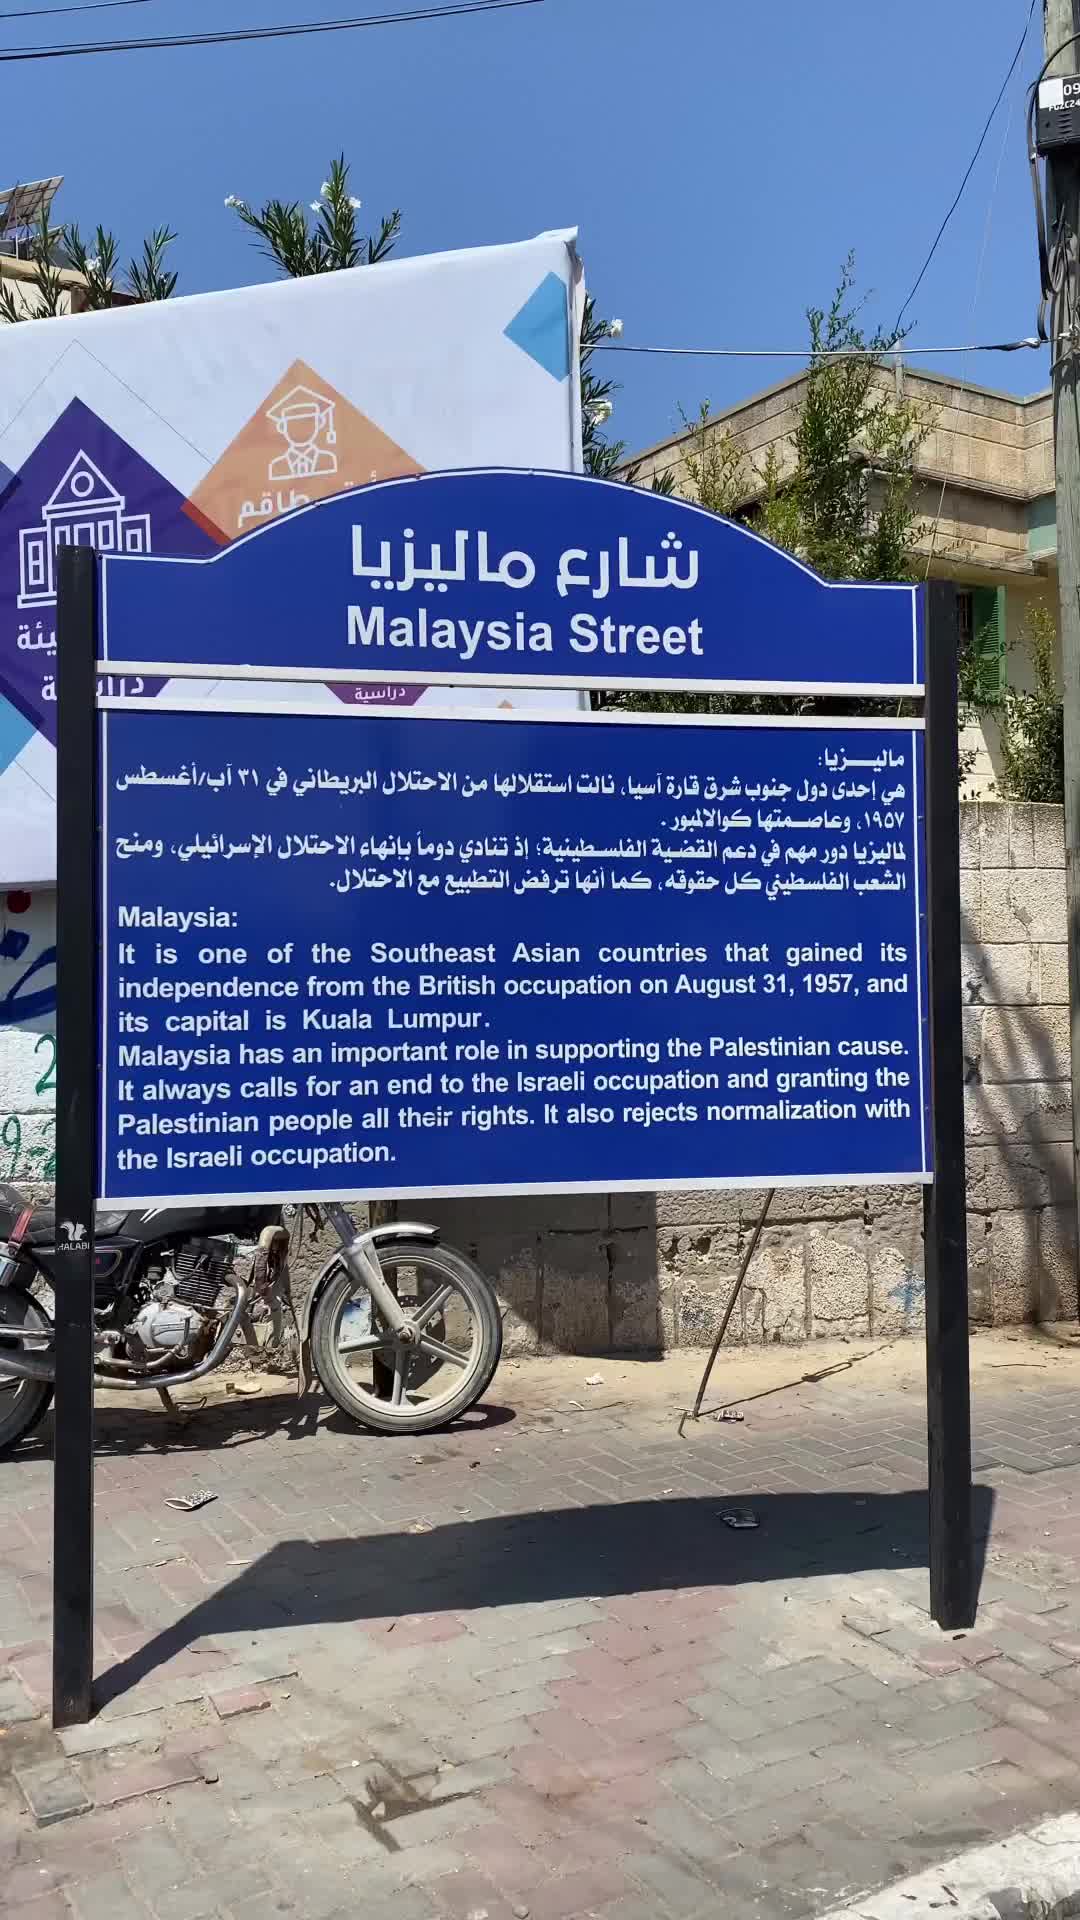 شارع ماليزيا
Malaysia Street
ماليـــزيا:
هي إحدى دول جنوب شرق قارة آسيا، نالت استقلالها من الاحتلال البريطاني في ٣١ آب/أغسطس
١٩٥٧، وعاصـمتها كوالالمبور.
لماليزيا دور مهم في دعم القضية الفلسـطينية؛ إذ تنادي دوماً بإنهاء الاحتلال الإسرائيلي، ومنح
الشعب الفلسطيني كل حقوقه، كما أنها ترفض التطبيع مع الاحتلال.
Malaysia:
It is one of the Southeast Asian countries that gained its
independence from the British occupation on August 31, 1957, and
its capital is Kuala Lumpur.
Malaysia has an important role in supporting the Palestinian cause.
It always calls for an end to the Israeli occupation and granting the
Palestinian people all their rights. It also rejects normalization with
the Israeli occupation.
طاقم
دراسية
HALABI